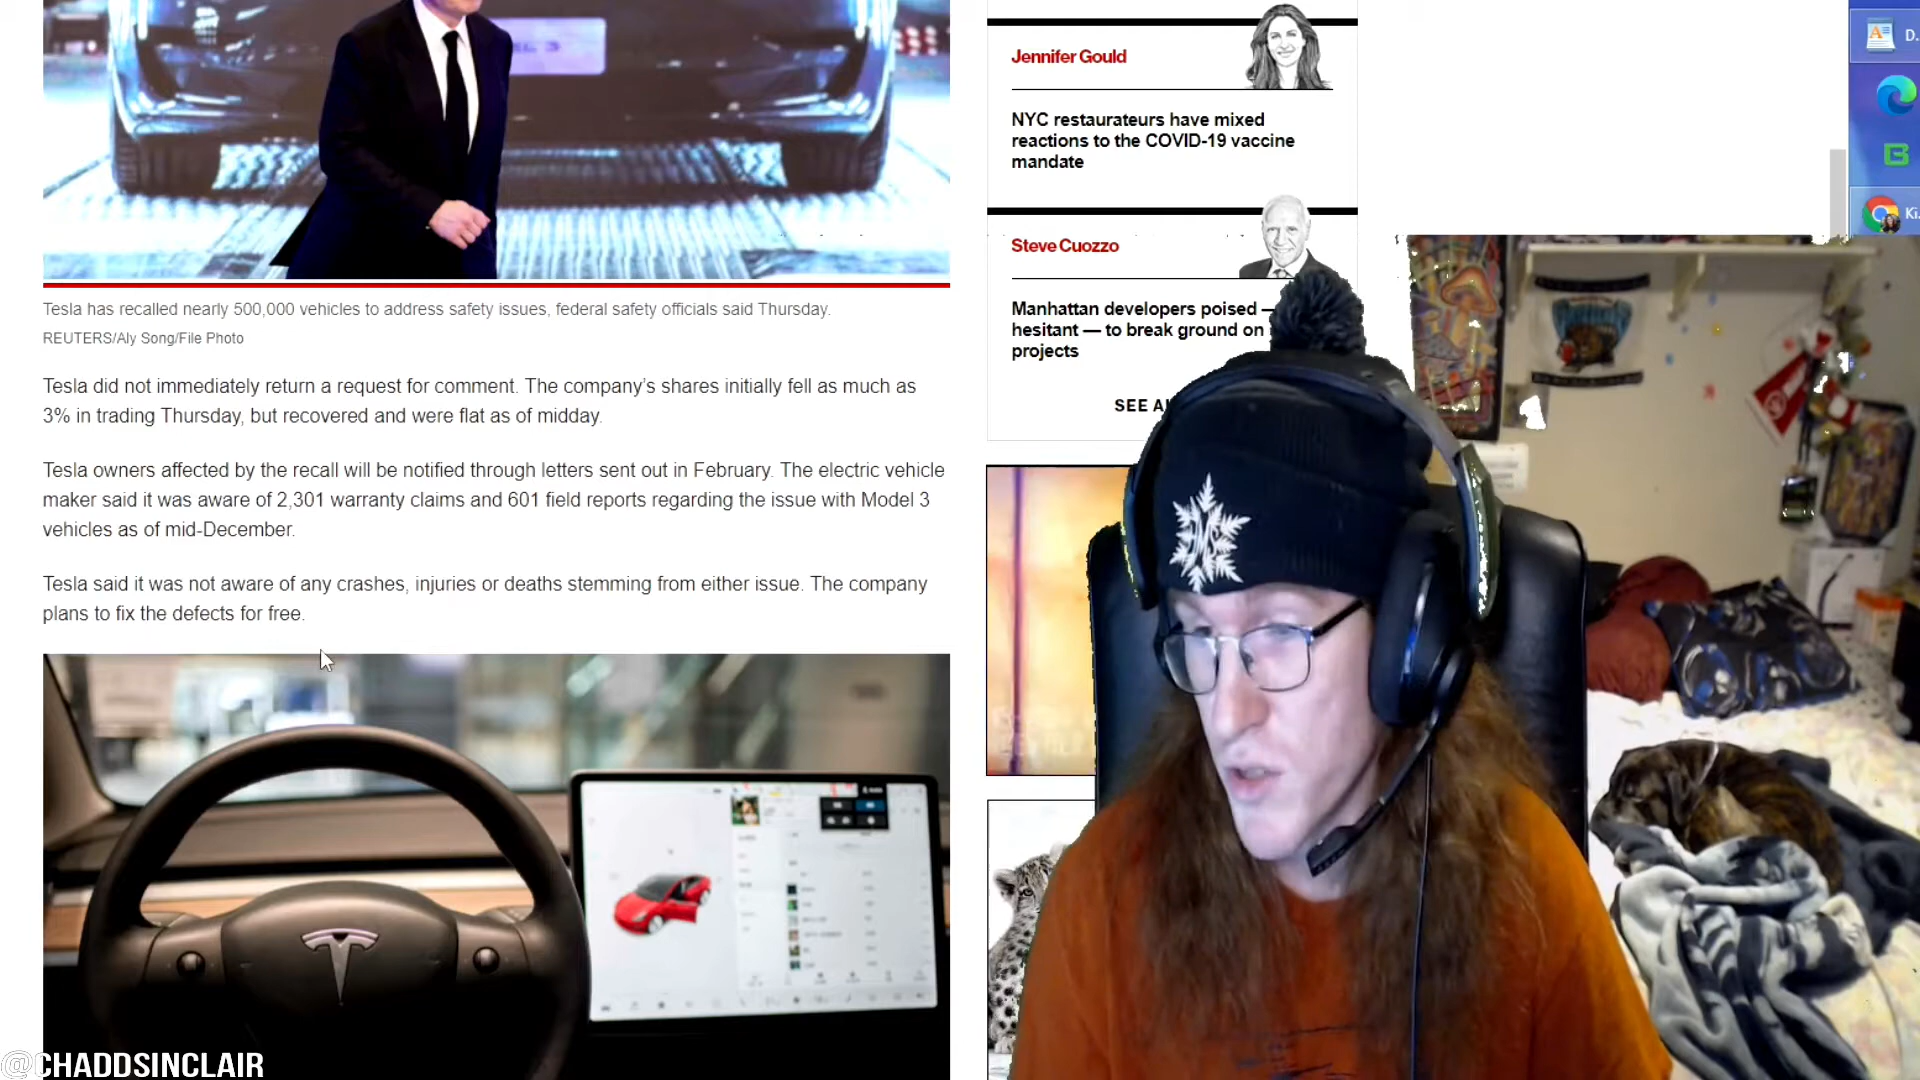 Tesla has recalled nearly 500,000 vehicles to address safety issues, federal safety officials said Thursday.
REUTERS/Aly Song/File Photo
Tesla did not immediately return a request for comment. The company's shares initially fell as much as
3% in trading Thursday, but recovered and were flat as of midday.
Tesla owners affected by the recall will be notified through letters sent out in February. The electric vehicle
maker said it was aware of 2,301 warranty claims and 601 field reports regarding the issue with Model 3
vehicles as of mid-December.
Tesla said it was not aware of any crashes, injuries or deaths stemming from either issue. The company
plans to fix the defects for free.
@CHADDSINCLAIR
Jennifer Gould
NYC restaurateurs have mixed
reactions to the COVID-19 vaccine
mandate
Steve Cuozzo
Manhattan developers poised —
hesitant — to break ground on
projects
SEE
D.
Ki.